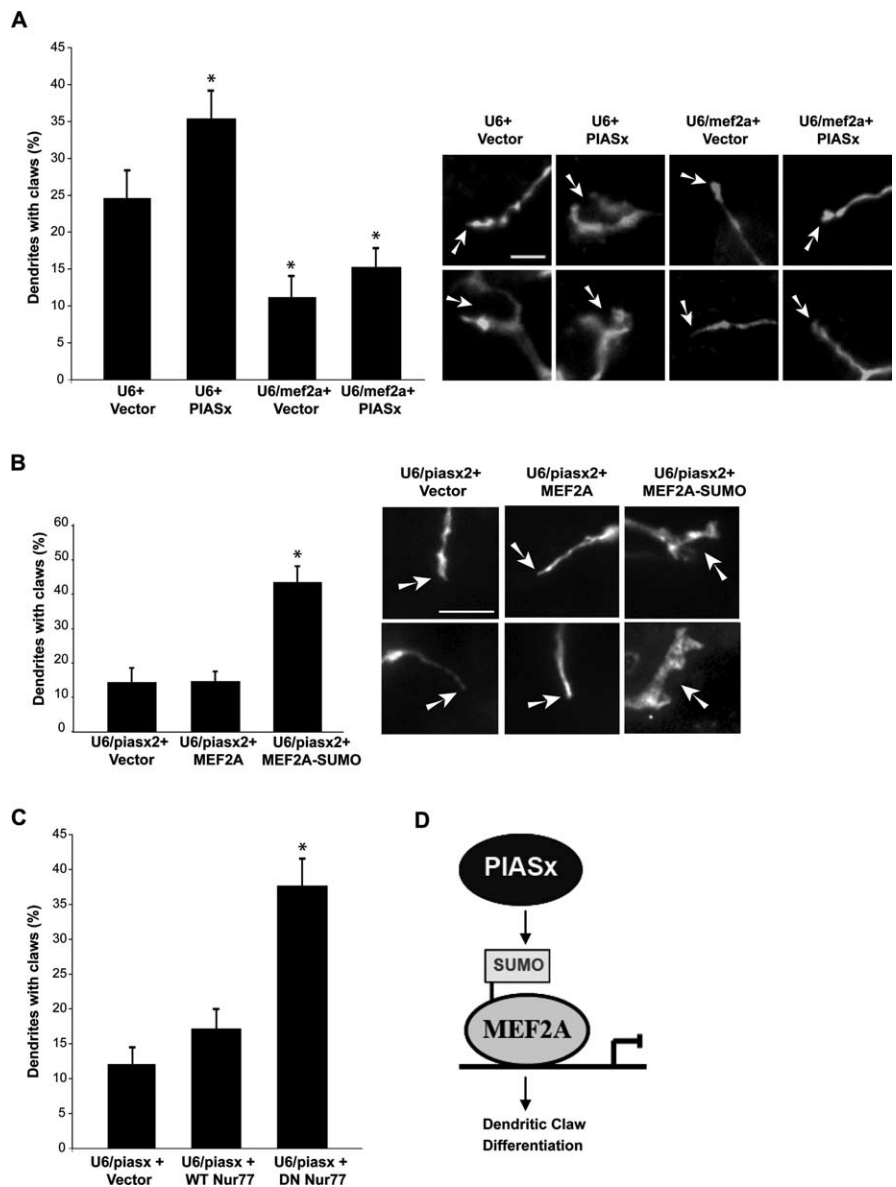 A
Dendrites with claws (%)
45
40
35
30
25
20
15
10
5
0
*
*
*
U6+
Vector
U6+
PIASx
U6/mef2a+
Vector
U6/mef2a+
PIASx
U6+
Vector
U6+
PIASx
U6/mef2a+
Vector
U6/mef2a+
PIASx
B
Dendrites with claws (%)
60
50
40
30
20
10
0
*
U6/piasx2+
Vector
U6/piasx2+
MEF2A
U6/piasx2+
MEF2A-SUMO
U6/piasx2+
Vector
U6/piasx2+
MEF2A
U6/piasx2+
MEF2A-SUMO
C
Dendrites with claws (%)
45
40
35
30
25
20
15
10
5
0
*
U6/piasx +
Vector
U6/piasx +
WT Nur77
U6/piasx +
DN Nur77
D
PIASx
SUMO
MEF2A
Dendritic Claw
Differentiation